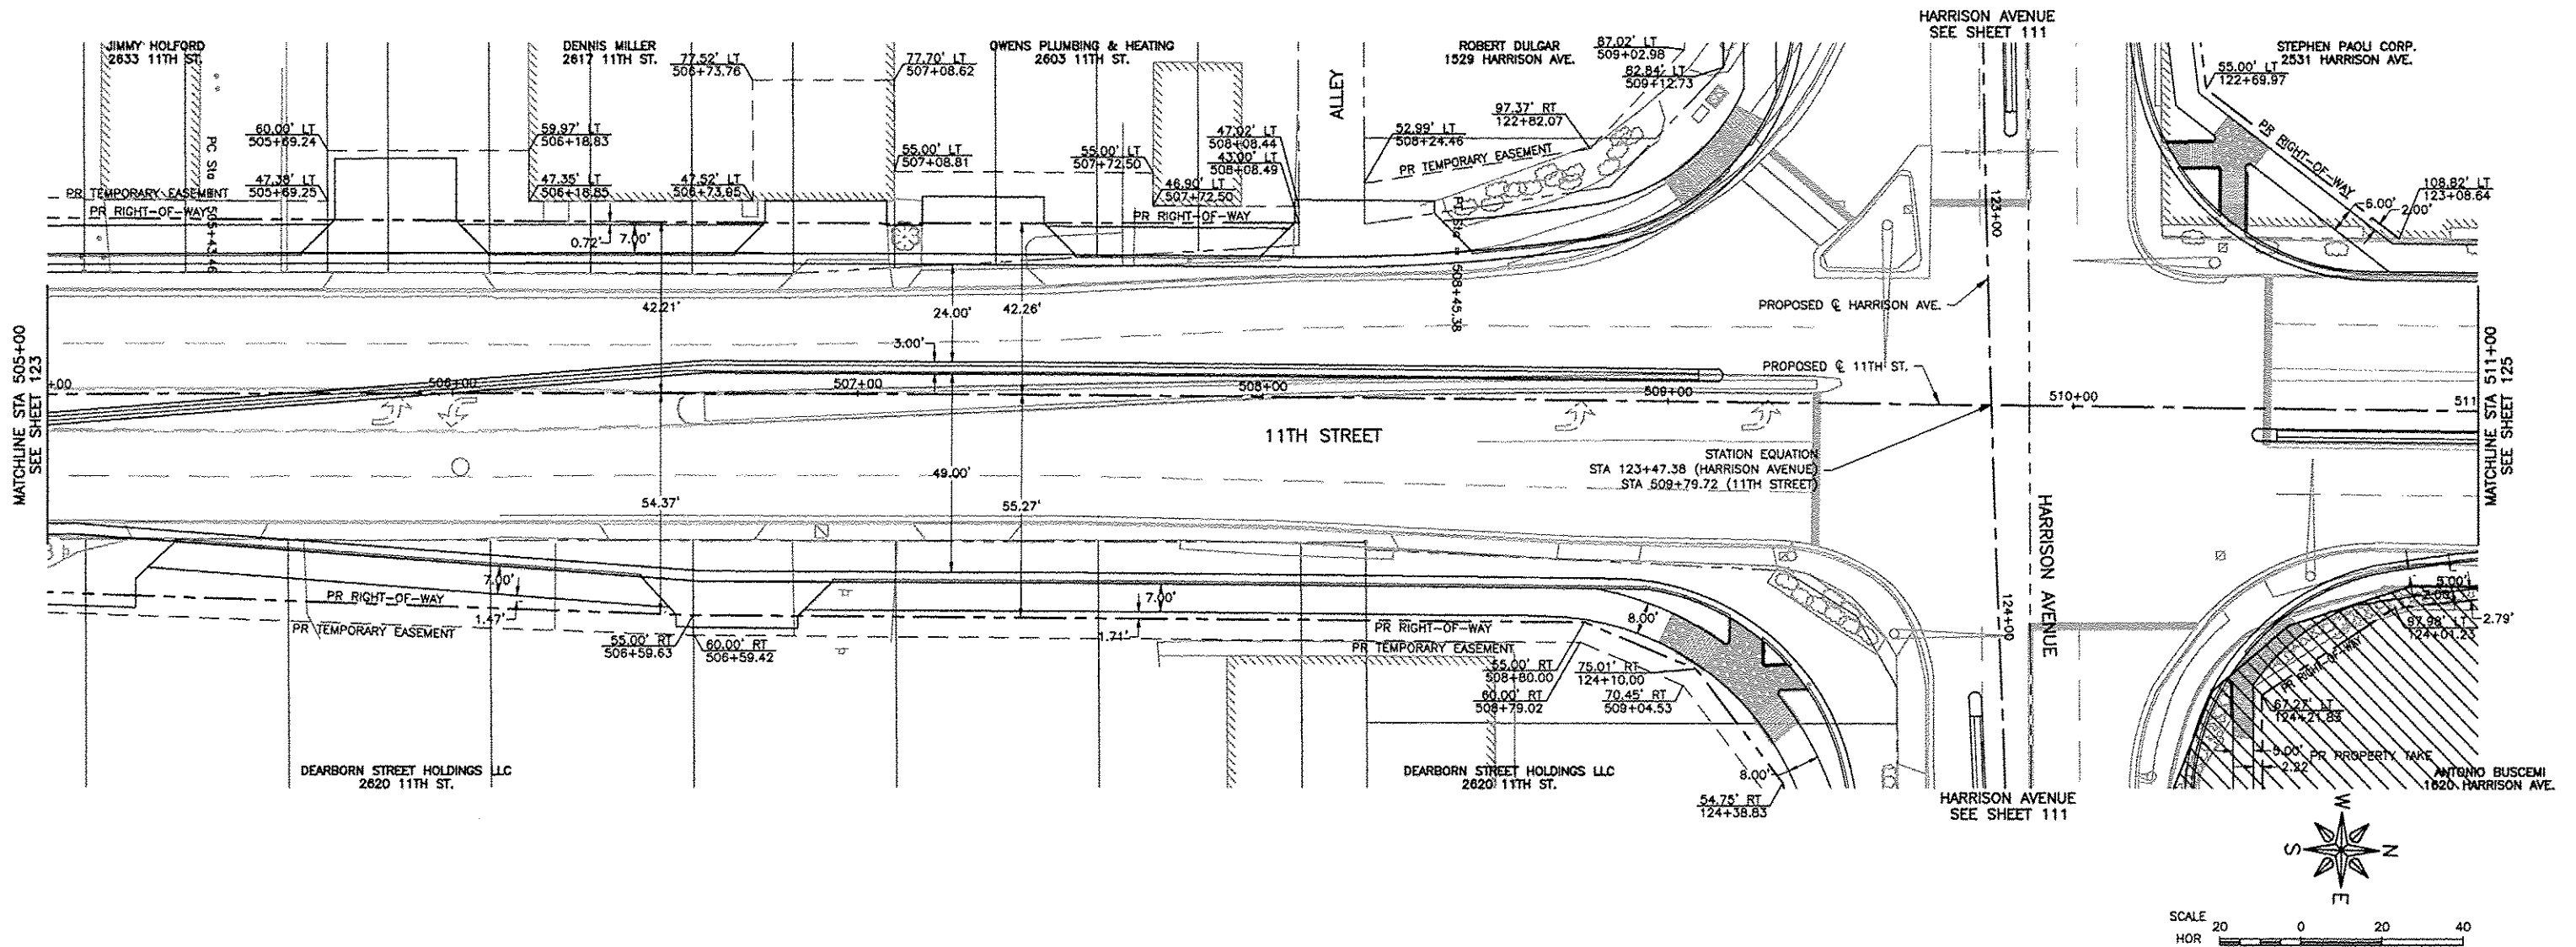 HARRISON AVENUE
SEE SHEET 111
JIMMY HOLFORD
2633 11TH ST.
DENNIS MILLER
2617 11TH ST.
77.52' LT
506+73.76
77.70' LT
507+08.62
OWENS PLUMBING & HEATING
2603 11TH ST.
ALLEY
ROBERT DULGAR
1529 HARRISON AVE.
87.02' LT
509+02.98
82.84' LT
509+12.73
STEPHEN PAOLI CORP.
2531 HARRISON AVE.
55.00' LT
122+69.97
97.37' RT
122+82.07
60.00' LT
505+69.24
59.97' LT
506+18.83
55.00' LT
507+08.81
55.00' LT
507+72.50
47.02' LT
508+08.44
43.00' LT
508+08.49
52.99' LT
508+24.46
PR TEMPORARY EASEMENT
PR RIGHT-OF-WAY
PC Sta = 505+43.46
PR TEMPORARY EASEMENT
PR RIGHT-OF-WAY
47.38' LT
505+69.25
47.35' LT
506+18.85
47.52' LT
506+73.95
46.90' LT
507+72.50
PR RIGHT-OF-WAY
108.82' LT
123+08.64
6.00'
2.00'
0.72'
7.00'
123+00
508+45.38
42.21'
24.00'
42.26'
3.00'
PROPOSED ℄ HARRISON AVE.
PROPOSED ℄ 11TH ST.
MATCHLINE STA 505+00
SEE SHEET 123
+00
506+00
507+00
508+00
509+00
510+00
511
MATCHLINE STA 511+00
SEE SHEET 125
11TH STREET
STATION EQUATION
STA 123+47.38 (HARRISON AVENUE)
STA 509+79.72 (11TH STREET)
49.00'
54.37'
55.27'
HARRISON AVENUE
124+00
7.00'
PR RIGHT-OF-WAY
1.47'
PR TEMPORARY EASEMENT
55.00' RT
506+59.63
60.00' RT
506+59.42
7.00'
1.71'
PR RIGHT-OF-WAY
PR TEMPORARY EASEMENT
8.00'
55.00' RT
508+80.00
60.00' RT
508+79.02
75.01' RT
124+10.00
70.45' RT
509+04.53
5.00'
2.79'
97.98' LT
124+01.23
PR RIGHT-OF-WAY
67.27' LT
124+21.83
5.00'
PR PROPERTY TAKE
2.22
DEARBORN STREET HOLDINGS LLC
2620 11TH ST.
DEARBORN STREET HOLDINGS LLC
2620 11TH ST.
8.00'
54.75' RT
124+38.83
HARRISON AVENUE
SEE SHEET 111
ANTONIO BUSCEMI
1620 HARRISON AVE.
W
S
N
E
SCALE
HOR
20 0 20 40